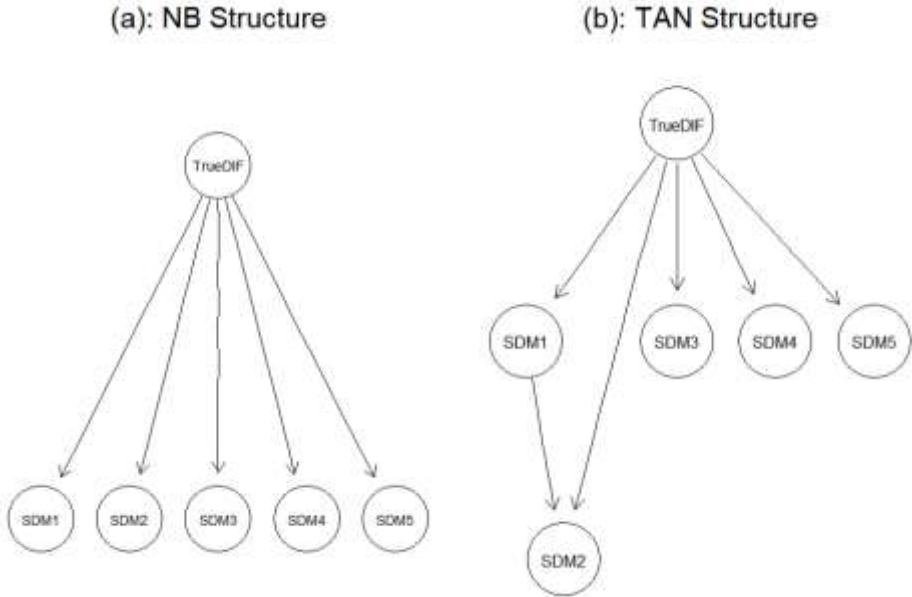 (a): NB Structure
TrueDIF
SDM1 SDM2 SDM3 SDM4 SDM5
(b): TAN Structure
TrueDIF
SDM1 SDM3 SDM4 SDM5
SDM2